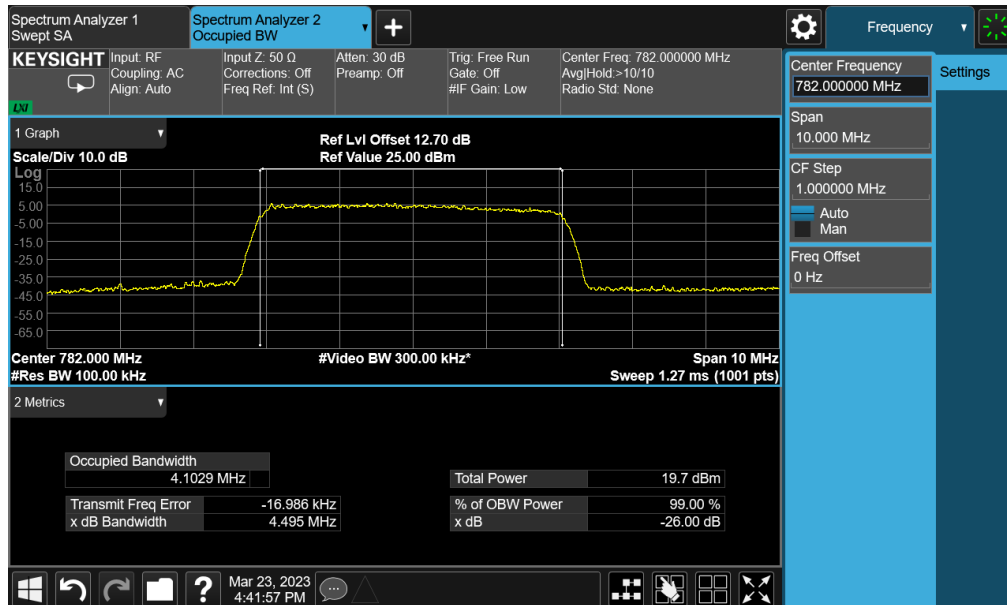 Spectrum Analyzer 1
Swept SA
Spectrum Analyzer 2
Occupied BW
Frequency
KEYSIGHT
LXI
Input: RF
Coupling: AC
Align: Auto
Input Z: 50 Ω
Corrections: Off
Freq Ref: Int (S)
Atten: 30 dB
Preamp: Off
Trig: Free Run
Gate: Off
#IF Gain: Low
Center Freq: 782.000000 MHz
Avg|Hold:>10/10
Radio Std: None
Center Frequency
782.000000 MHz
Settings
Span
10.000 MHz
CF Step
1.000000 MHz
Auto
Man
Freq Offset
0 Hz
1 Graph
Scale/Div 10.0 dB
Ref Lvl Offset 12.70 dB
Ref Value 25.00 dBm
Log
15.0
5.00
-5.00
-15.0
-25.0
-35.0
-45.0
-55.0
-65.0
Center 782.000 MHz
#Res BW 100.00 kHz
#Video BW 300.00 kHz*
Span 10 MHz
Sweep 1.27 ms (1001 pts)
2 Metrics
Occupied Bandwidth
4.1029 MHz
Transmit Freq Error -16.986 kHz
x dB Bandwidth 4.495 MHz
Total Power 19.7 dBm
% of OBW Power 99.00 %
x dB -26.00 dB
?
Mar 23, 2023
4:41:57 PM